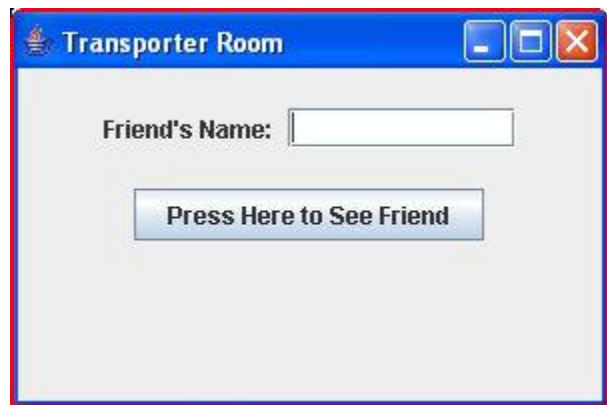 Transporter Room
Friend's Name:
Press Here to See Friend